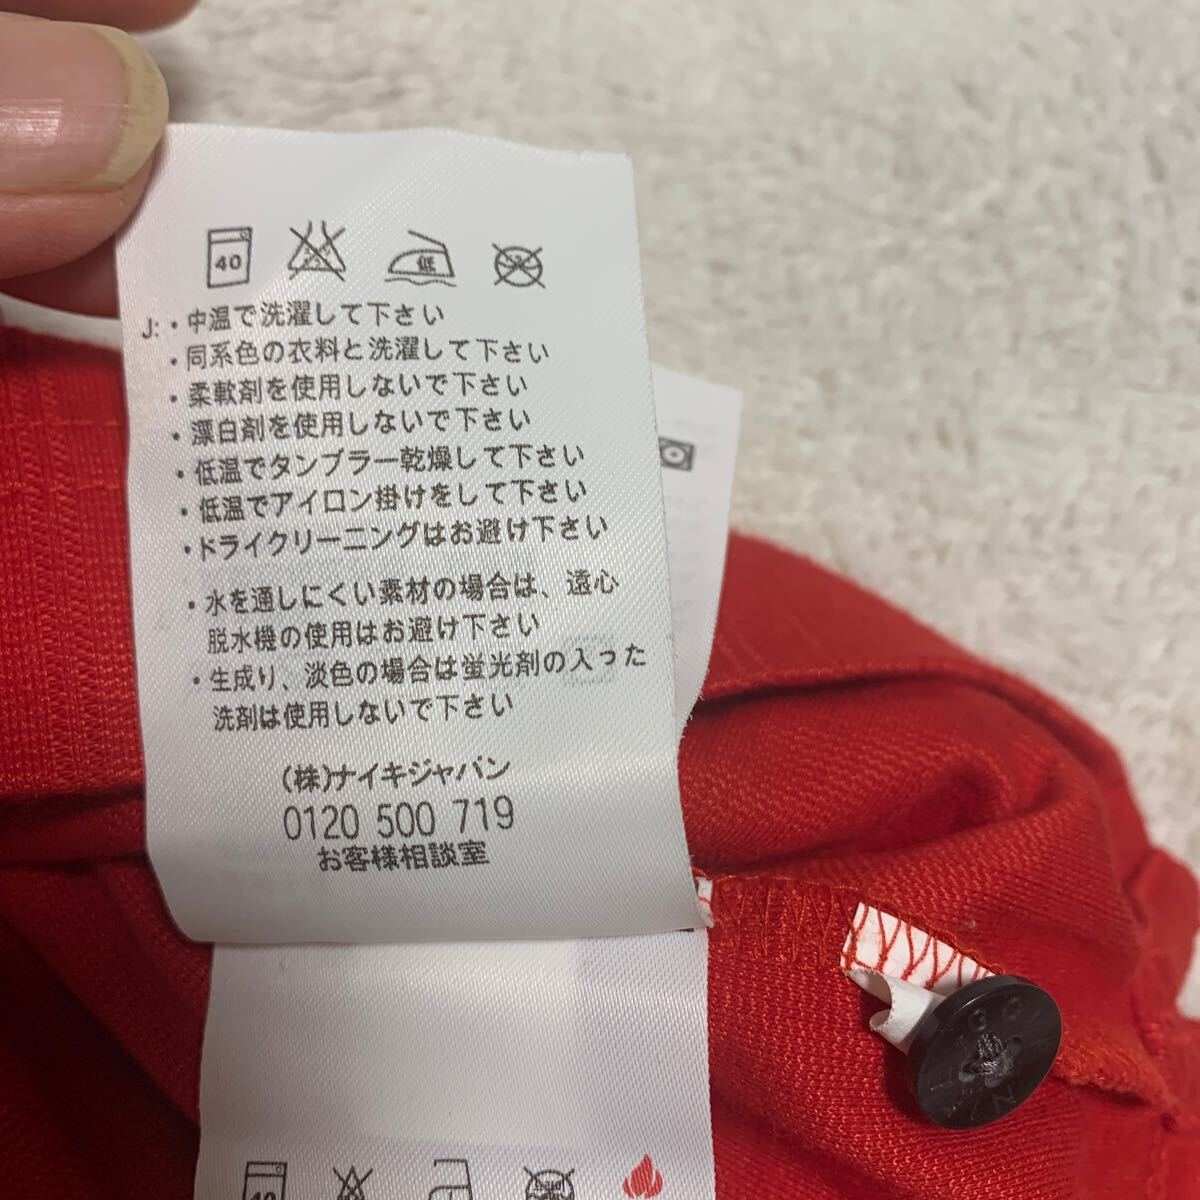 40 低
J: ・中温で洗濯して下さい
・同系色の衣料と洗濯して下さい
・柔軟剤を使用しないで下さい
・漂白剤を使用しないで下さい
・低温でタンブラー乾燥して下さい
・低温でアイロン掛けをして下さい
・ドライクリーニングはお避け下さい
・水を通しにくい素材の場合は、遠心
脱水機の使用はお避け下さい
・生成り、淡色の場合は蛍光剤の入った
洗剤は使用しないで下さい
(株)ナイキジャパン
0120 500 719
お客様相談室
40